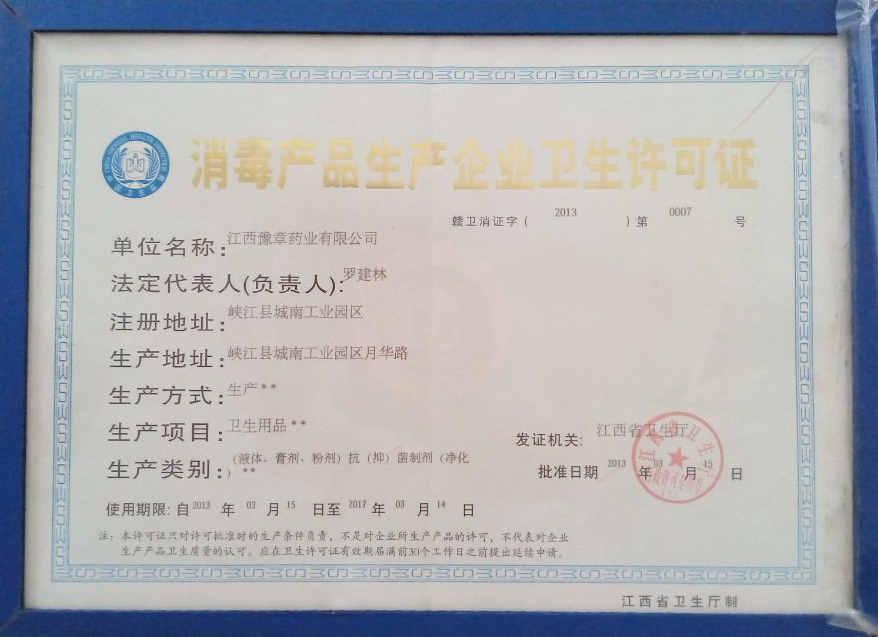 消毒产品生产企业卫生许可证
赣卫消证字（2013）第0007号
单位名称：江西豫章药业有限公司
法定代表人(负责人)：罗建林
注册地址：峡江县城南工业园区
生产地址：峡江县城南工业园区月华路
生产方式：生产**
生产项目：卫生用品**
生产类别：（液体、膏剂、粉剂）抗（抑）菌制剂（净化
）**
发证机关：江西省卫生厅
批准日期 2013 年 03 月 15 日
使用期限：自 2013 年 03 月 15 日至 2017 年 03 月 14 日
注：本许可证只对许可批准时的生产条件负责，不是对企业所生产产品的许可，不代表对企业
生产产品卫生质量的认可。应在卫生许可证有效期届满前30个工作日之前提出延续申请。
江西省卫生厅制